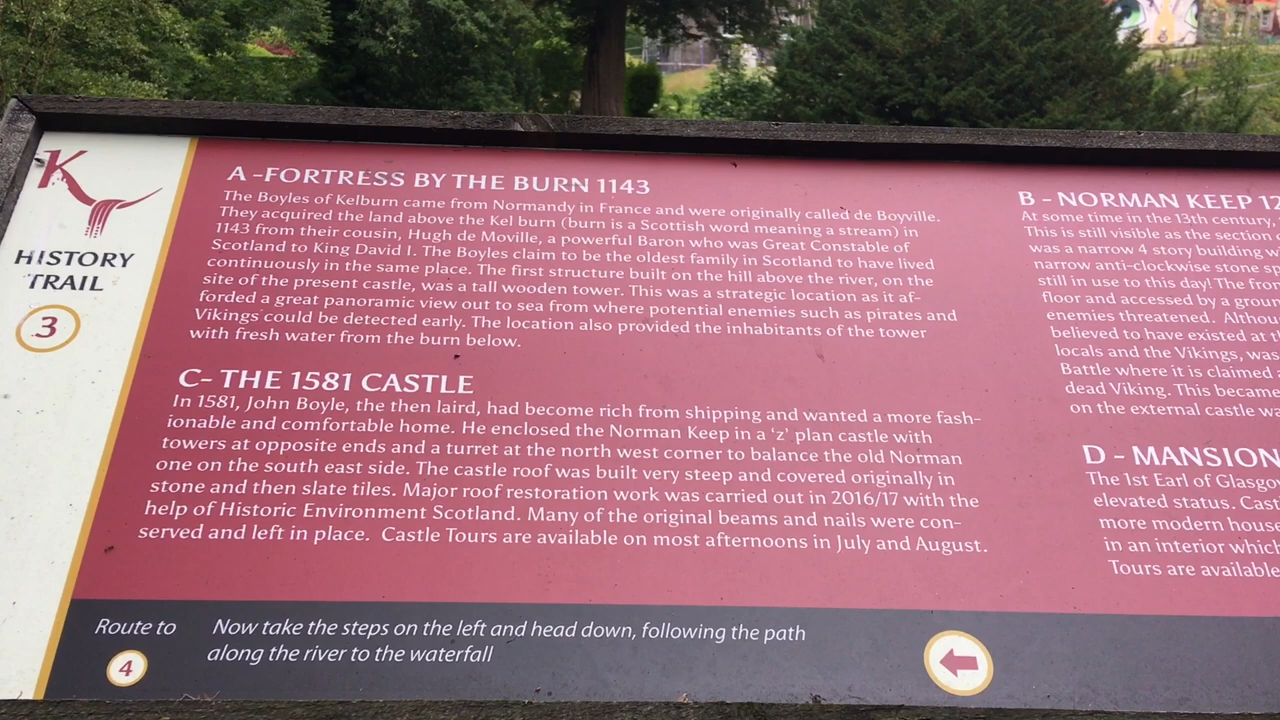 K
HISTORY
TRAIL
3
A -FORTRESS BY THE BURN 1143
The Boyles of Kelburn came from Normandy in France and were originally called de Boyville.
They acquired the land above the Kel burn (burn is a Scottish word meaning a stream) in
1143 from their cousin, Hugh de Moville, a powerful Baron who was Great Constable of
Scotland to King David I. The Boyles claim to be the oldest family in Scotland to have lived
continuously in the same place. The first structure built on the hill above the river, on the
site of the present castle, was a tall wooden tower. This was a strategic location as it af-
forded a great panoramic view out to sea from where potential enemies such as pirates and
Vikings could be detected early. The location also provided the inhabitants of the tower
with fresh water from the burn below.
C- THE 1581 CASTLE
In 1581, John Boyle, the then laird, had become rich from shipping and wanted a more fash-
ionable and comfortable home. He enclosed the Norman Keep in a 'z' plan castle with
towers at opposite ends and a turret at the north west corner to balance the old Norman
one on the south east side. The castle roof was built very steep and covered originally in
stone and then slate tiles. Major roof restoration work was carried out in 2016/17 with the
help of Historic Environment Scotland. Many of the original beams and nails were con-
served and left in place. Castle Tours are available on most afternoons in July and August.
B - NORMAN KEEP 12
At some time in the 13th century,
This is still visible as the section
was a narrow 4 story building w
narrow anti-clockwise stone sp
still in use to this day! The fron
floor and accessed by a groun
enemies threatened. Althou
believed to have existed at th
locals and the Vikings, was
Battle where it is claimed
dead Viking. This became
on the external castle wa
D - MANSION
The 1st Earl of Glasgow
elevated status. Cast
more modern house
in an interior which
Tours are available
Route to
4
Now take the steps on the left and head down, following the path
along the river to the waterfall